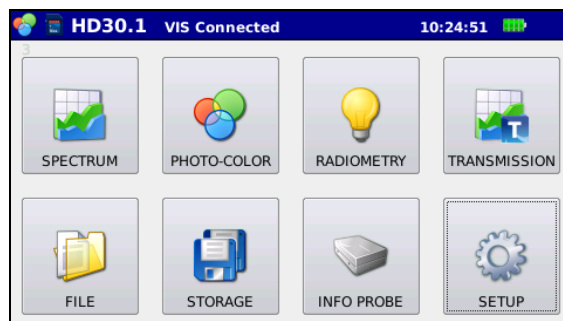 HD30.1 VIS Connected 10:24:51
3
SPECTRUM PHOTO-COLOR RADIOMETRY TRANSMISSION
T
FILE STORAGE INFO PROBE SETUP